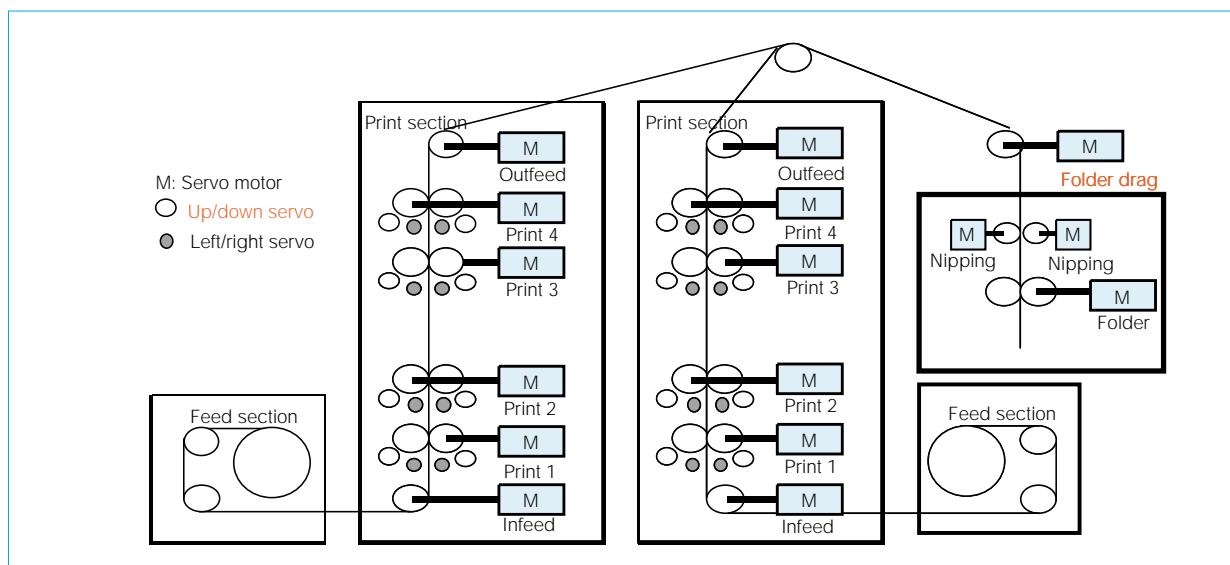 M: Servo motor
Up/down servo
Left/right servo
Feed section
Print section
M
Outfeed
M
Print 4
M
Print 3
M
Print 2
M
Print 1
M
Infeed
Print section
M
Outfeed
M
Print 4
M
Print 3
M
Print 2
M
Print 1
M
Infeed
M
Folder drag
M
Nipping
M
Nipping
M
Folder
Feed section